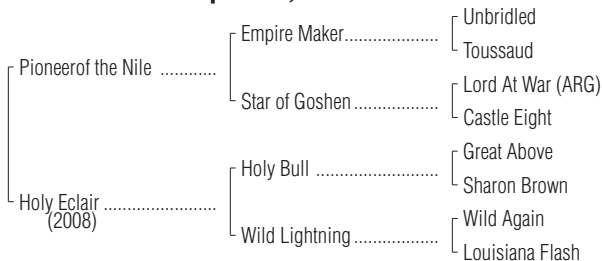 Unbridled
Empire Maker....................
Toussaud
Pioneerof the Nile ............
Lord At War (ARG)
Star of Goshen..................
Castle Eight
Great Above
Holy Bull ..........................
Sharon Brown
Holy Eclair ........................
(2008)
Wild Again
Wild Lightning..................
Louisiana Flash